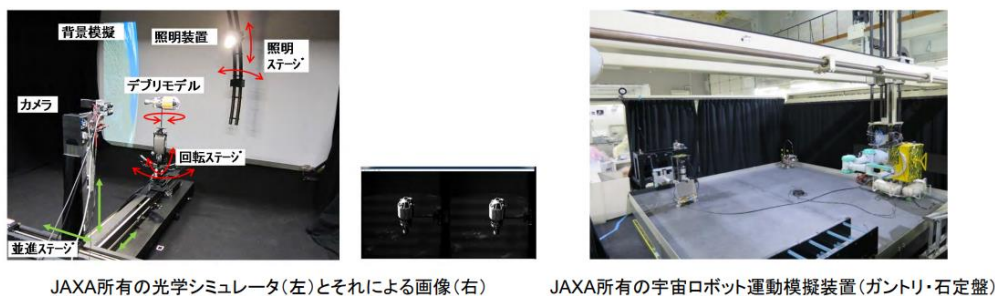 背景模擬
照明装置
照明
ステージ
デブリモデル
カメラ
回転ステージ
並進ステージ
JAXA所有の光学シミュレータ(左)とそれによる画像(右)
JAXA所有の宇宙ロボット運動模擬装置(ガントリ・石定盤)